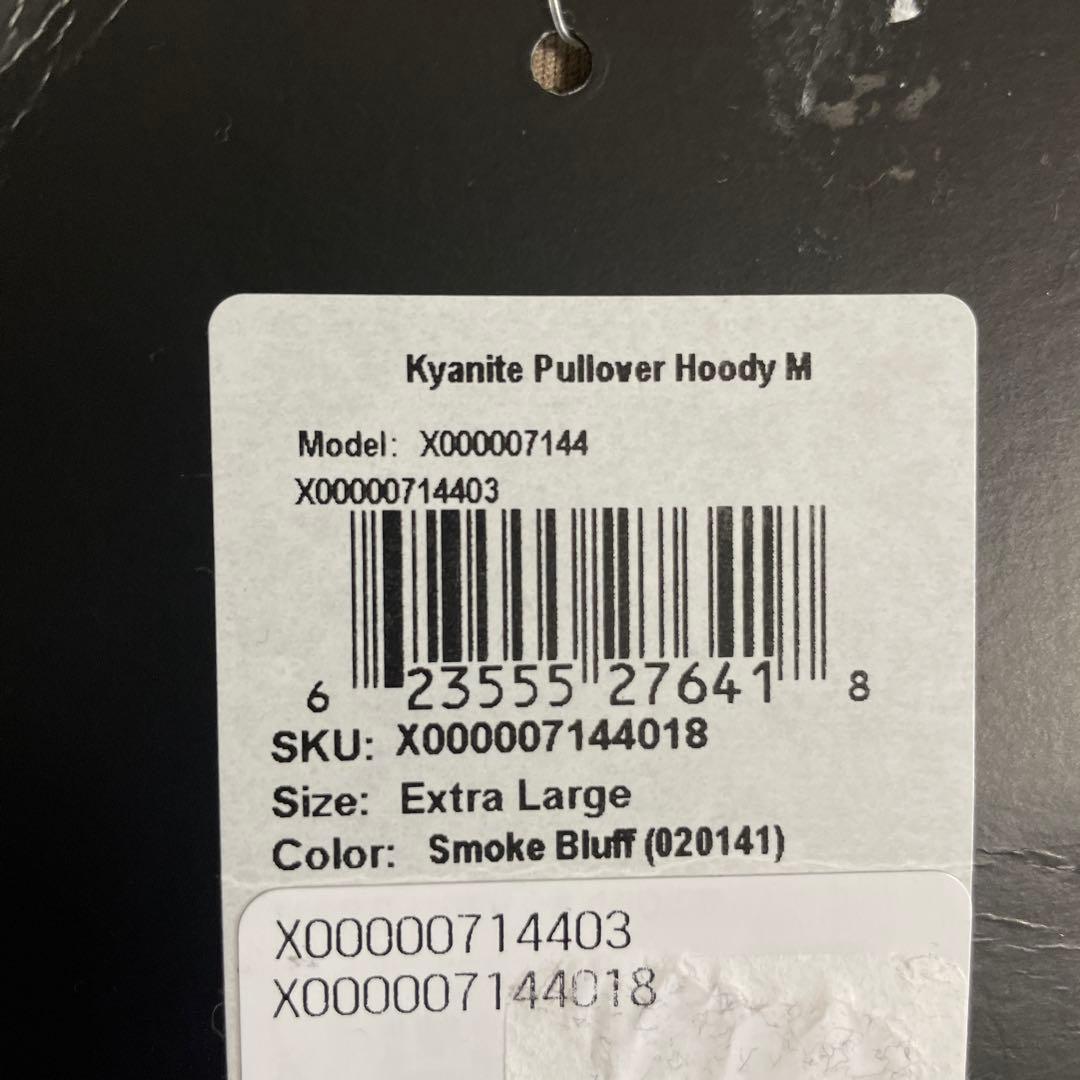 Kyanite Pullover Hoody M
Model: X000007144
X00000714403
6 23555 27641 8
SKU: X000007144018
Size: Extra Large
Color: Smoke Bluff (020141)
X00000714403
X000007144018